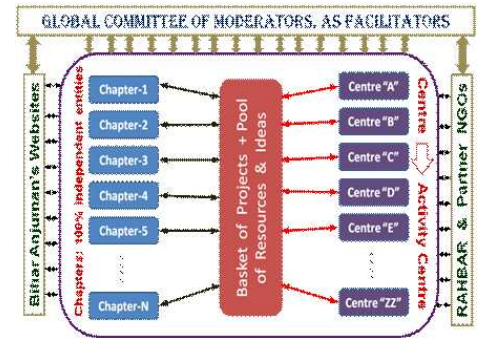 GLOBAL COMMITTEE OF MODERATORS, AS FACILITATORS
Bihar Anjuman's Websites
Chapters; 100% independent entities
Chapter-1
Chapter-2
Chapter-3
Chapter-4
Chapter-5
Chapter-N
Basket of Projects + Pool
of Resources & Ideas
Centre "A"
Centre "B"
Centre "C"
Centre "D"
Centre "E"
Centre "ZZ"
Centre
Activity Centre
RAHBAR & Partner NGOs